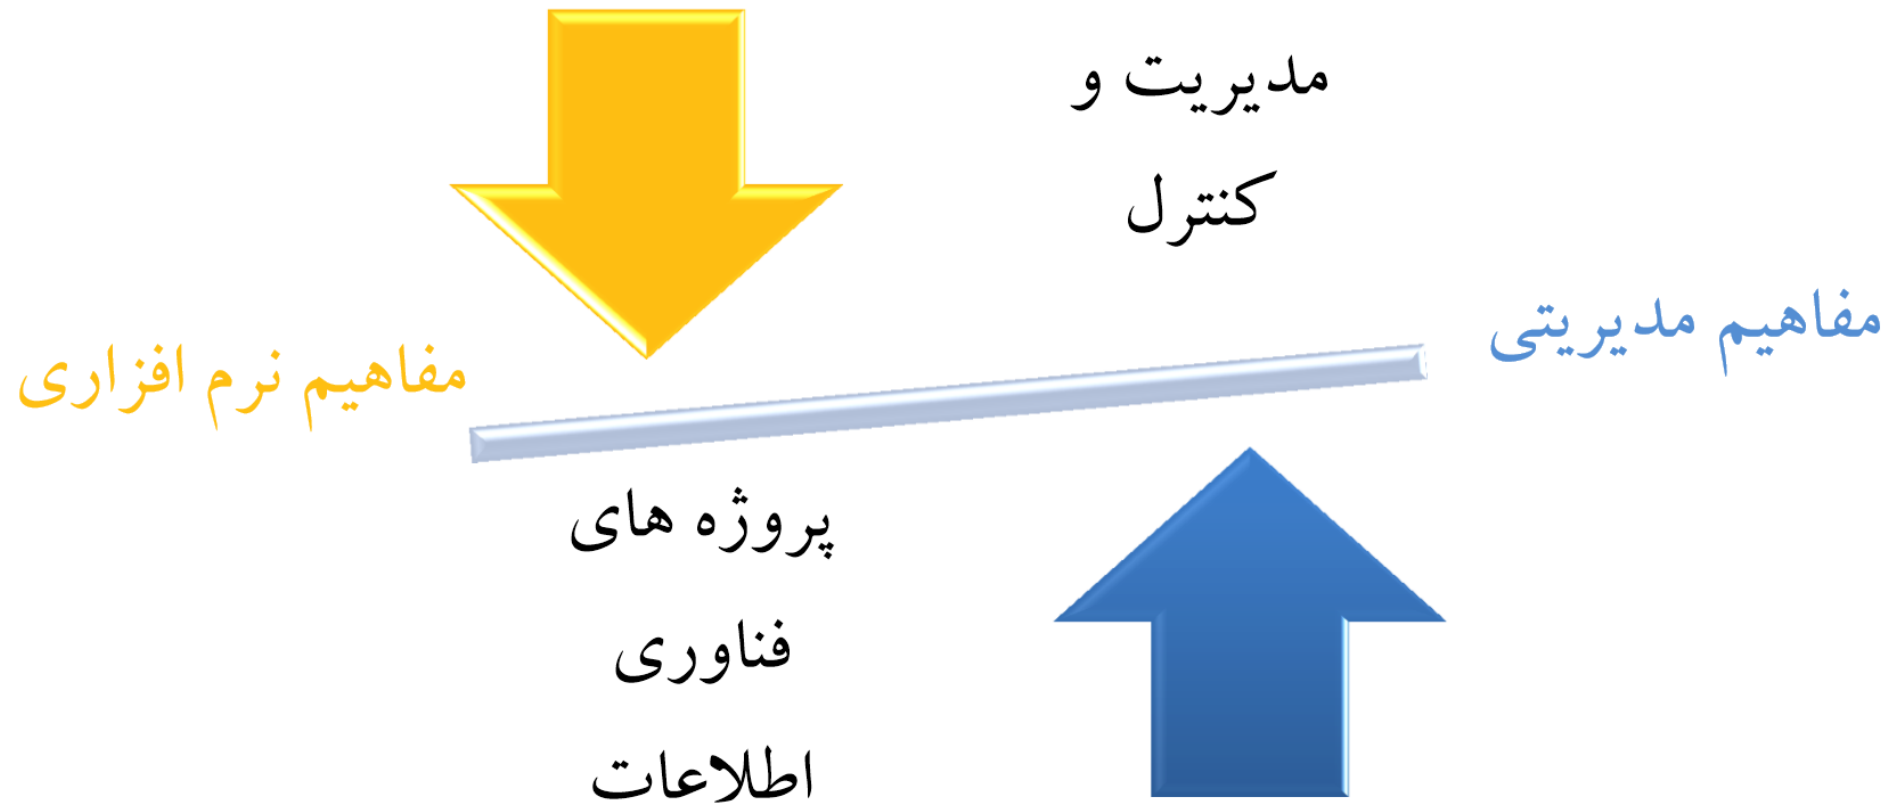 مدیریت و
کنترل
مفاهیم مدیریتی
مفاهیم نرم افزاری
پروژه های
فناوری
اطلاعات